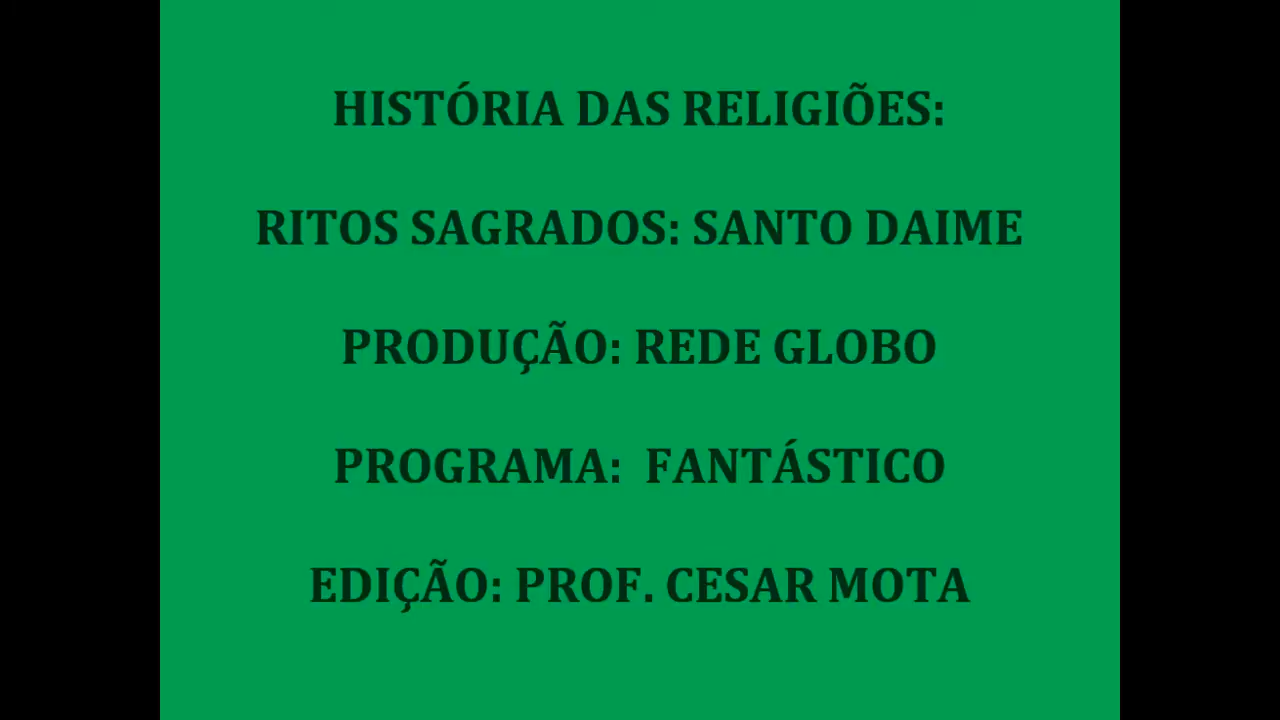 HISTÓRIA DAS RELIGIÕES:
RITOS SAGRADOS: SANTO DAIME
PRODUÇÃO: REDE GLOBO
PROGRAMA:  FANTÁSTICO
EDIÇÃO: PROF. CESAR MOTA